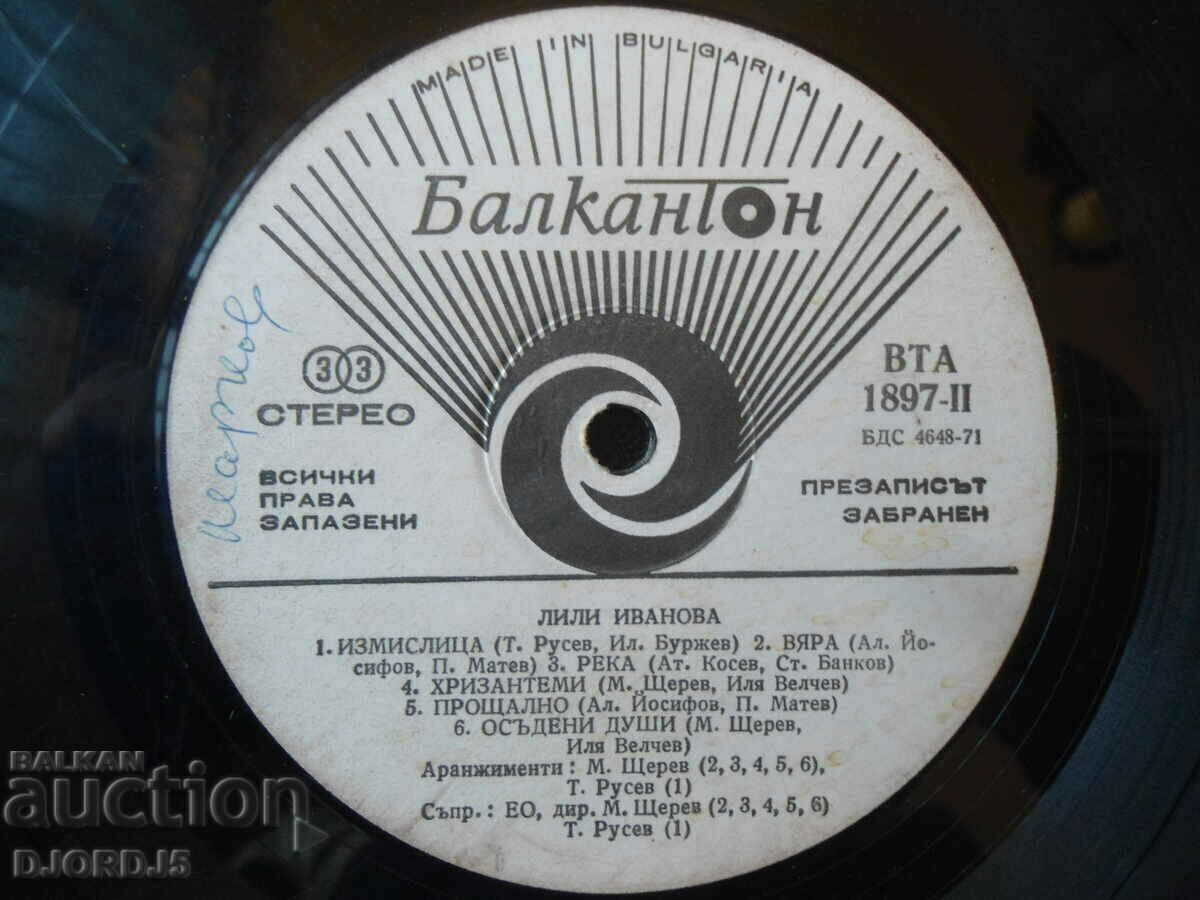 MADE IN BULGARIA
Балкантон
33
СТЕРЕО
ВСИЧКИ
ПРАВА
ЗАПАЗЕНИ
ВТА
1897-II
БДС 4648-71
ПРЕЗАПИСЪТ
ЗАБРАНЕН
ЛИЛИ ИВАНОВА
1. ИЗМИСЛИЦА (Т. Русев, Ил. Буржев) 2. ВЯРА (Ал. Йо-
сифов, П. Матев) 3. РЕКА (Ат. Косев, Ст. Банков)
4. ХРИЗАНТЕМИ (М. Щерев, Иля Велчев)
5. ПРОЩАЛНО (Ал. Йосифов, П. Матев)
6. ОСЪДЕНИ ДУШИ (М. Щерев,
Иля Велчев)
Аранжименти: М. Щерев (2, 3, 4, 5, 6),
Т. Русев (1)
Съпр.: ЕО, дир. М. Щерев (2, 3, 4, 5, 6)
Т. Русев (1)
BALKAN
auction
DJORDJ5